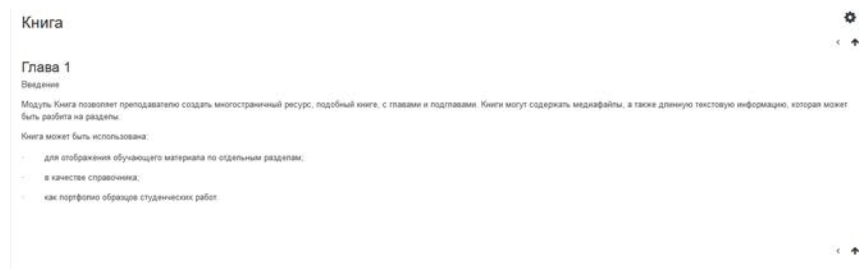 Книга
Глава 1
Введение
Модуль Книга позволяет преподавателю создать многостраничный ресурс, подобный книге, с главами и подглавами. Книги могут содержать медиафайлы, а также длинную текстовую информацию, которая может
быть разбита на разделы.
Книга может быть использована:
· для отображения обучающего материала по отдельным разделам;
· в качестве справочника;
· как портфолио образцов студенческих работ.